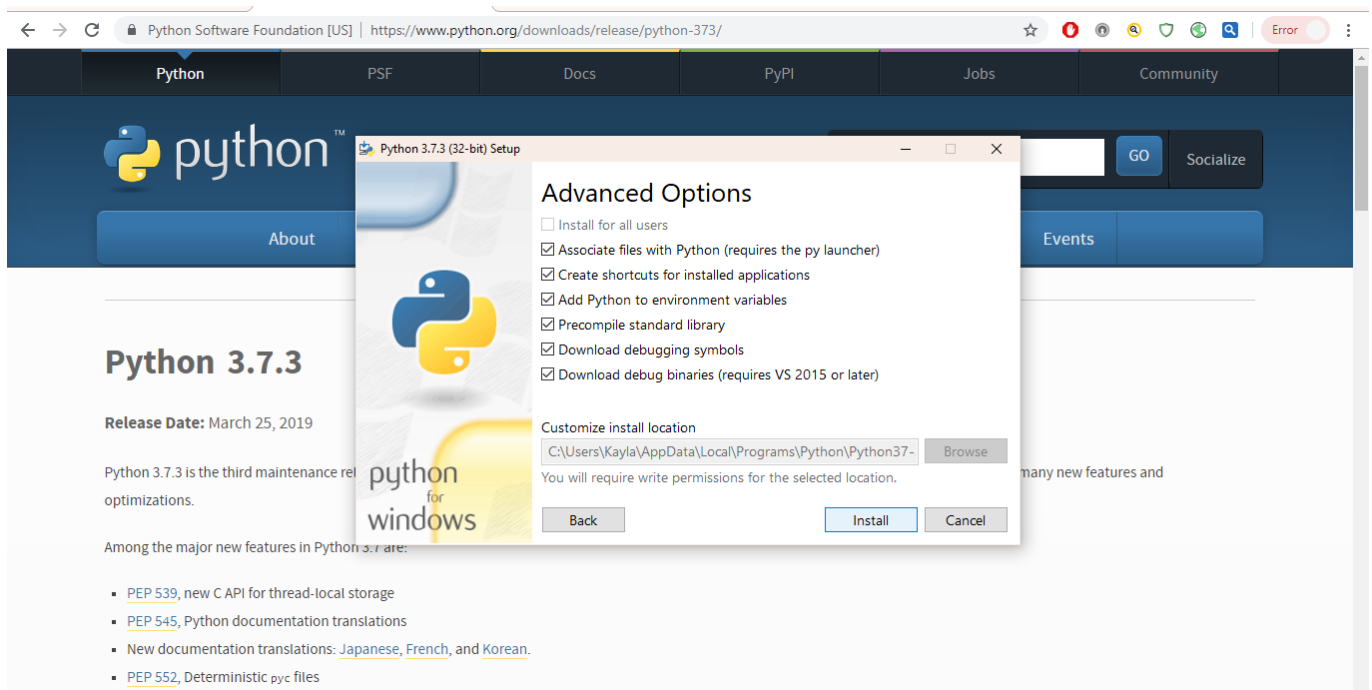 Python Software Foundation [US] | https://www.python.org/downloads/release/python-373/
Error
Python PSF Docs PyPI Jobs Community
python™
GO Socialize
About Events
Python 3.7.3 (32-bit) Setup
Advanced Options
Install for all users
Associate files with Python (requires the py launcher)
Create shortcuts for installed applications
Add Python to environment variables
Precompile standard library
Download debugging symbols
Download debug binaries (requires VS 2015 or later)
Customize install location
C:\Users\Kayla\AppData\Local\Programs\Python\Python37-
Browse
You will require write permissions for the selected location.
Back Install Cancel
python
for
windows
Python 3.7.3
Release Date: March 25, 2019
Python 3.7.3 is the third maintenance many new features and
optimizations.
Among the major new features in Python 3.7 are:
PEP 539, new C API for thread-local storage
PEP 545, Python documentation translations
New documentation translations: Japanese, French, and Korean.
PEP 552, Deterministic pyc files